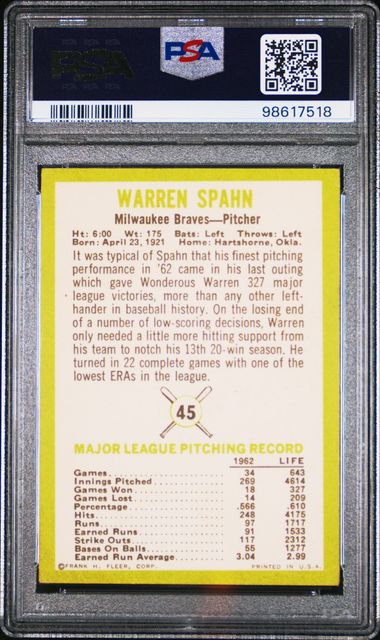 PSA
PSA
98617518
WARREN SPAHN
Milwaukee Braves—Pitcher
Ht: 6:00 Wt: 175 Bats: Left Throws: Left
Born: April 23, 1921 Home: Hartshorne, Okla.
It was typical of Spahn that his finest pitching
performance in '62 came in his last outing
which gave Wonderous Warren 327 major
league victories, more than any other left-
hander in baseball history. On the losing end
of a number of low-scoring decisions, Warren
only needed a little more hitting support from
his team to notch his 13th 20-win season. He
turned in 22 complete games with one of the
lowest ERAs in the league.
45
MAJOR LEAGUE PITCHING RECORD
1962 LIFE
Games 34 643
Innings Pitched 269 4614
Games Won 18 327
Games Lost 14 209
Percentage .566 .610
Hits 248 4175
Runs 97 1717
Earned Runs 91 1533
Strike Outs 117 2312
Bases On Balls 55 1277
Earned Run Average 3.04 2.99
©FRANK H. FLEER, CORP. PRINTED IN U.S.A.